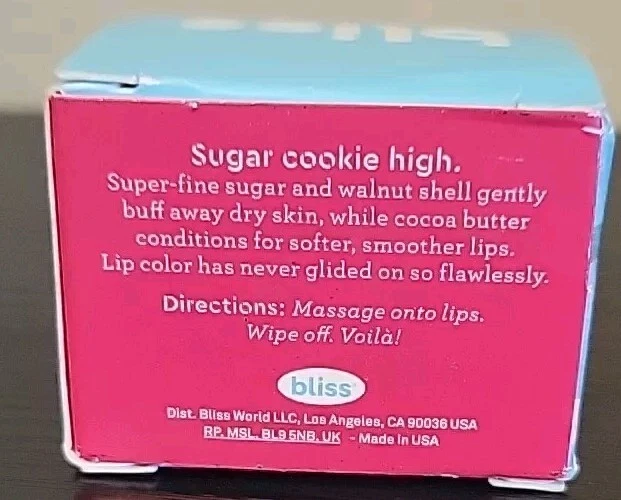 Sugar cookie high.
Super-fine sugar and walnut shell gently
buff away dry skin, while cocoa butter
conditions for softer, smoother lips.
Lip color has never glided on so flawlessly.
Directions: Massage onto lips.
Wipe off. Voilà!
bliss
Dist. Bliss World LLC, Los Angeles, CA 90036 USA
RP. MSL. BL9 5NB. UK - Made In USA